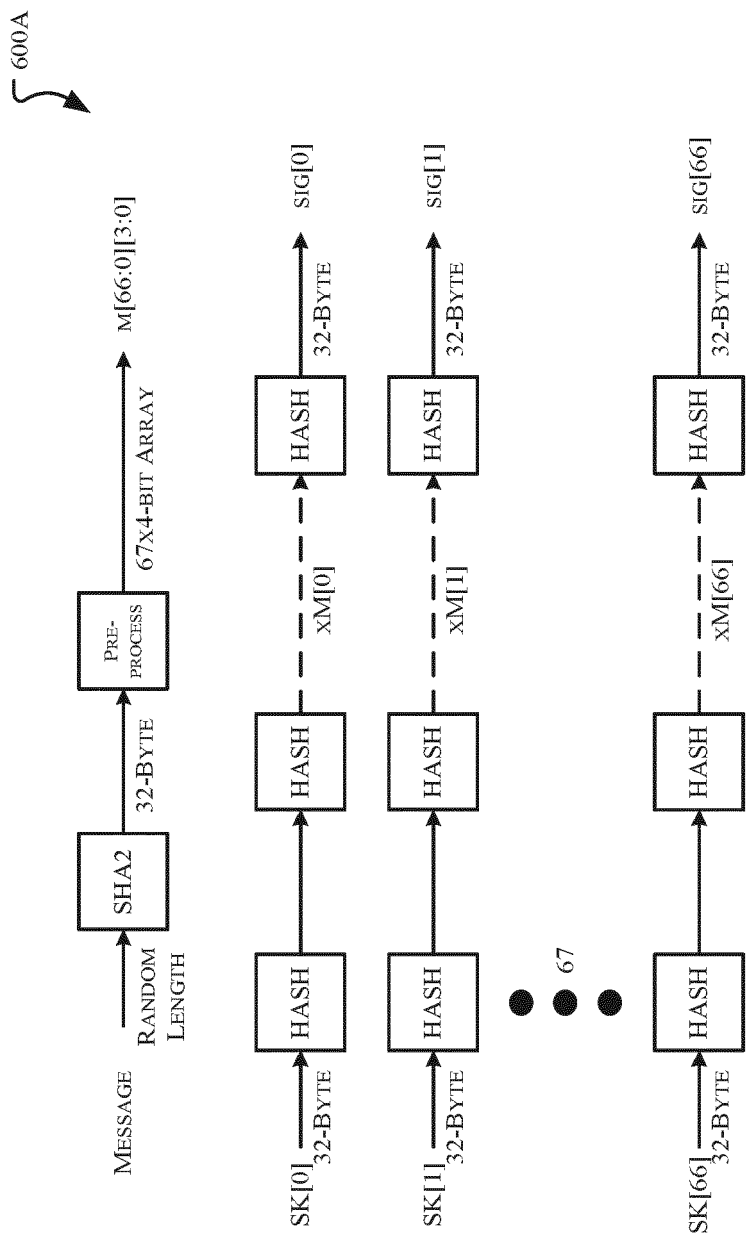 600A
MESSAGE
RANDOM
LENGTH
SHA2
32-BYTE
PRE-
PROCESS
67X4-BIT ARRAY
M[66:0][3:0]
SK[0]
32-BYTE
HASH
HASH
xM[0]
HASH
32-BYTE
SIG[0]
SK[1]
32-BYTE
HASH
HASH
xM[1]
HASH
32-BYTE
SIG[1]
67
SK[66]
32-BYTE
HASH
HASH
xM[66]
HASH
32-BYTE
SIG[66]